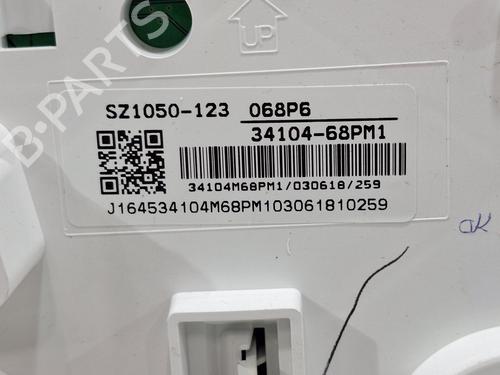 UP
SZ1050-123 068P6
34104-68PM1
34104M68PM1/030618/259
J164534104M68PM103061810259
OK
B-PARTS